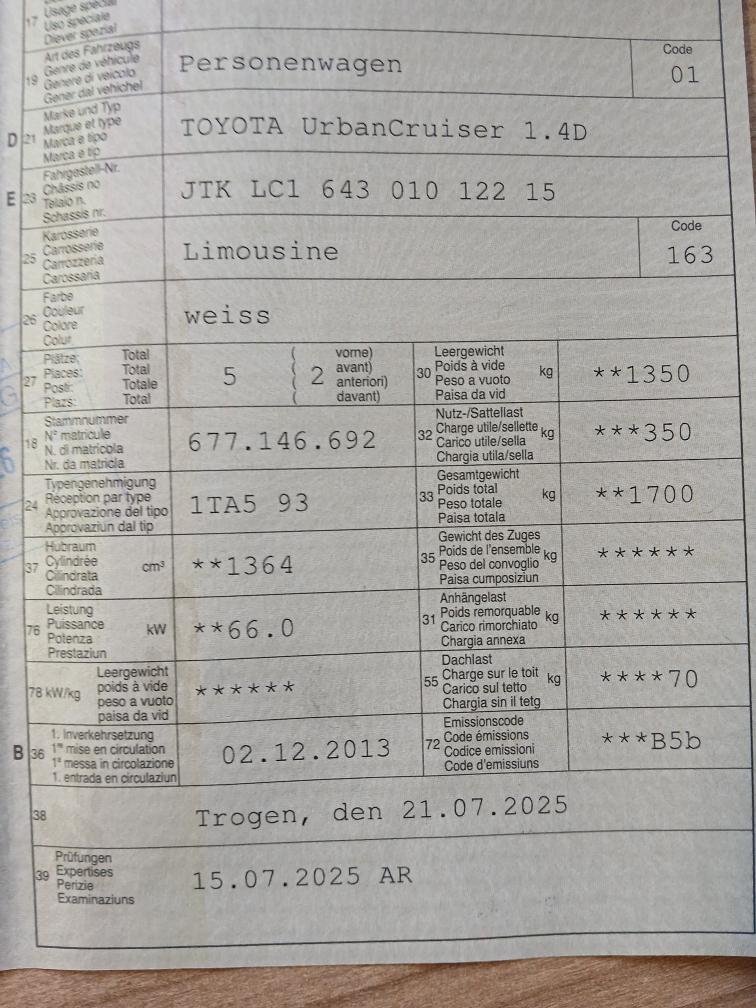 17 Usage spécial
Uso speciale
Diever spezial
19 Art des Fahrzeugs
Genre de véhicule
Genere di veicolo
Gener dal vehichel
Personenwagen
Code
01
D 21 Marke und Typ
Marque et type
Marca e tipo
Marca e tip
TOYOTA UrbanCruiser 1.4D
E 23 Fahrgestell-Nr.
Châssis no
Telaio n.
Schassis nr.
JTK LC1 643 010 122 15
25 Karosserie
Carrosserie
Carrozzeria
Carossaria
Limousine
Code
163
26 Farbe
Couleur
Colore
Colur
weiss
27 Plätze: Total
Places: Total
Posti: Totale
Plazs: Total
5 ( 2
vorne)
avant)
anteriori)
davant)
30 Leergewicht
Poids à vide kg
Peso a vuoto
Paisa da vid
**1350
18 Stammnummer
N° matricule
N. di matricola
Nr. da matricla
677.146.692
32 Nutz-/Sattellast
Charge utile/sellette kg
Carico utile/sella
Chargia utila/sella
***350
24 Typengenehmigung
Réception par type
Approvazione del tipo
Approvaziun dal tip
1TA5 93
33 Gesamtgewicht
Poids total kg
Peso totale
Paisa totala
**1700
37 Hubraum
Cylindrée cm³
Cilindrata
Cilindrada
**1364
35 Gewicht des Zuges
Poids de l'ensemble kg
Peso del convoglio
Paisa cumposiziun
******
76 Leistung
Puissance kW
Potenza
Prestaziun
**66.0
31 Anhängelast
Poids remorquable kg
Carico rimorchiato
Chargia annexa
******
78 kW/kg Leergewicht
poids à vide
peso a vuoto
paisa da vid
******
55 Dachlast
Charge sur le toit kg
Carico sul tetto
Chargia sin il tetg
****70
B 36 1. Inverkehrsetzung
1re mise en circulation
1a messa in circolazione
1. entrada en circulaziun
02.12.2013
72 Emissionscode
Code émissions
Codice emissioni
Code d'emissiuns
***B5b
38 Trogen, den 21.07.2025
39 Prüfungen
Expertises
Perizie
Examinaziuns
15.07.2025 AR